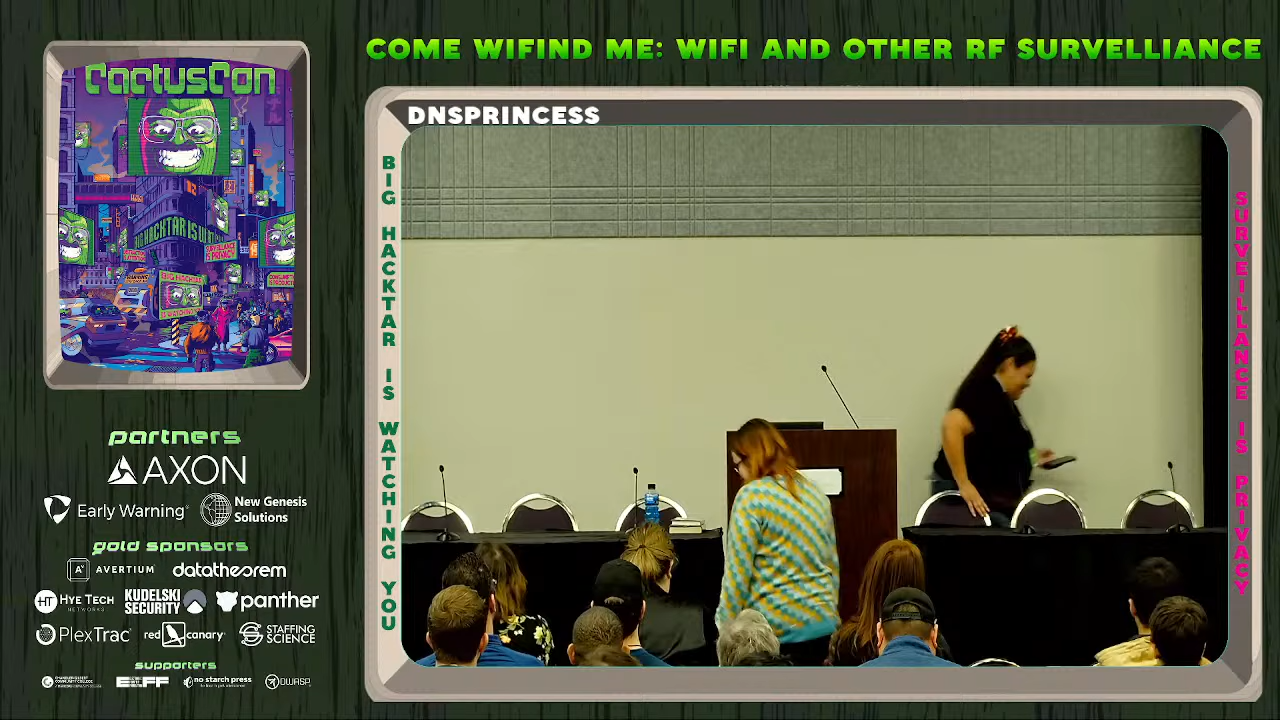 COME WIFIND ME: WIFI AND OTHER RF SURVELLIANCE
DNSPRINCESS
CactusCon
BIG HACKTAR IS WATCHING YOU
SURVEILLANCE IS PRIVACY
partners
AXON
Early Warning
New Genesis
Solutions
gold sponsors
AVERTIUM
datatheorem
HYE TECH
NETWORKS
KUDELSKI
SECURITY
panther
PlexTrac
red canary
STAFFING
SCIENCE
supporters
EFF
no starch press
OWASP